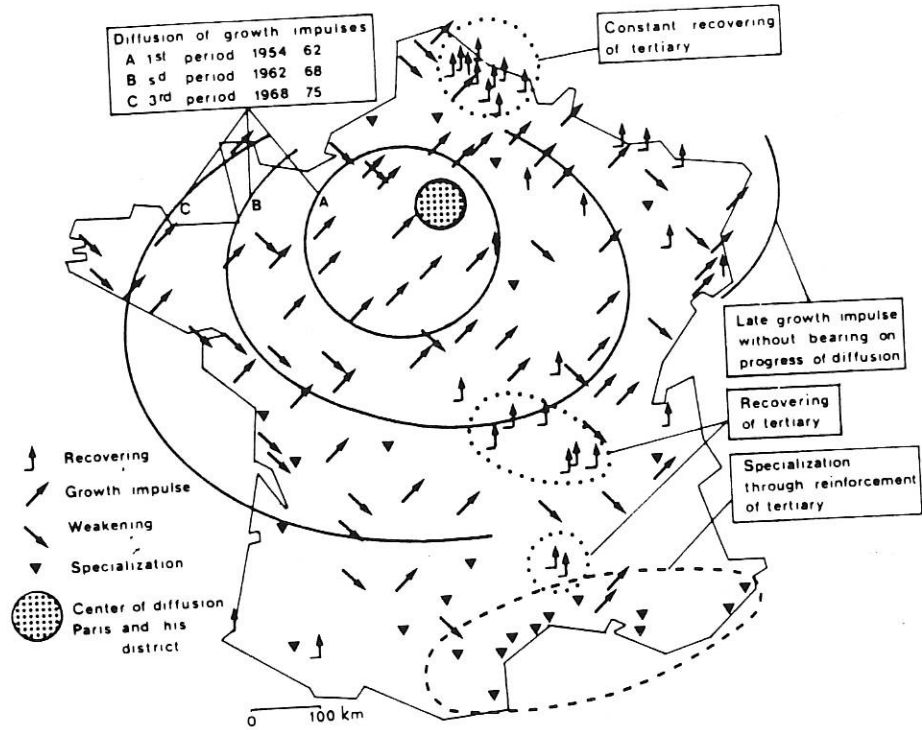 Diffusion of growth impulses
A 1st period 1954 62
B sd period 1962 68
C 3rd period 1968 75
Constant recovering
of tertiary
C
B
A
Late growth impulse
without bearing on
progress of diffusion
Recovering
of tertiary
Specialization
through reinforcement
of tertiary
Recovering
Growth impulse
Weakening
Specialization
Center of diffusion
Paris and his
district
0 100 km